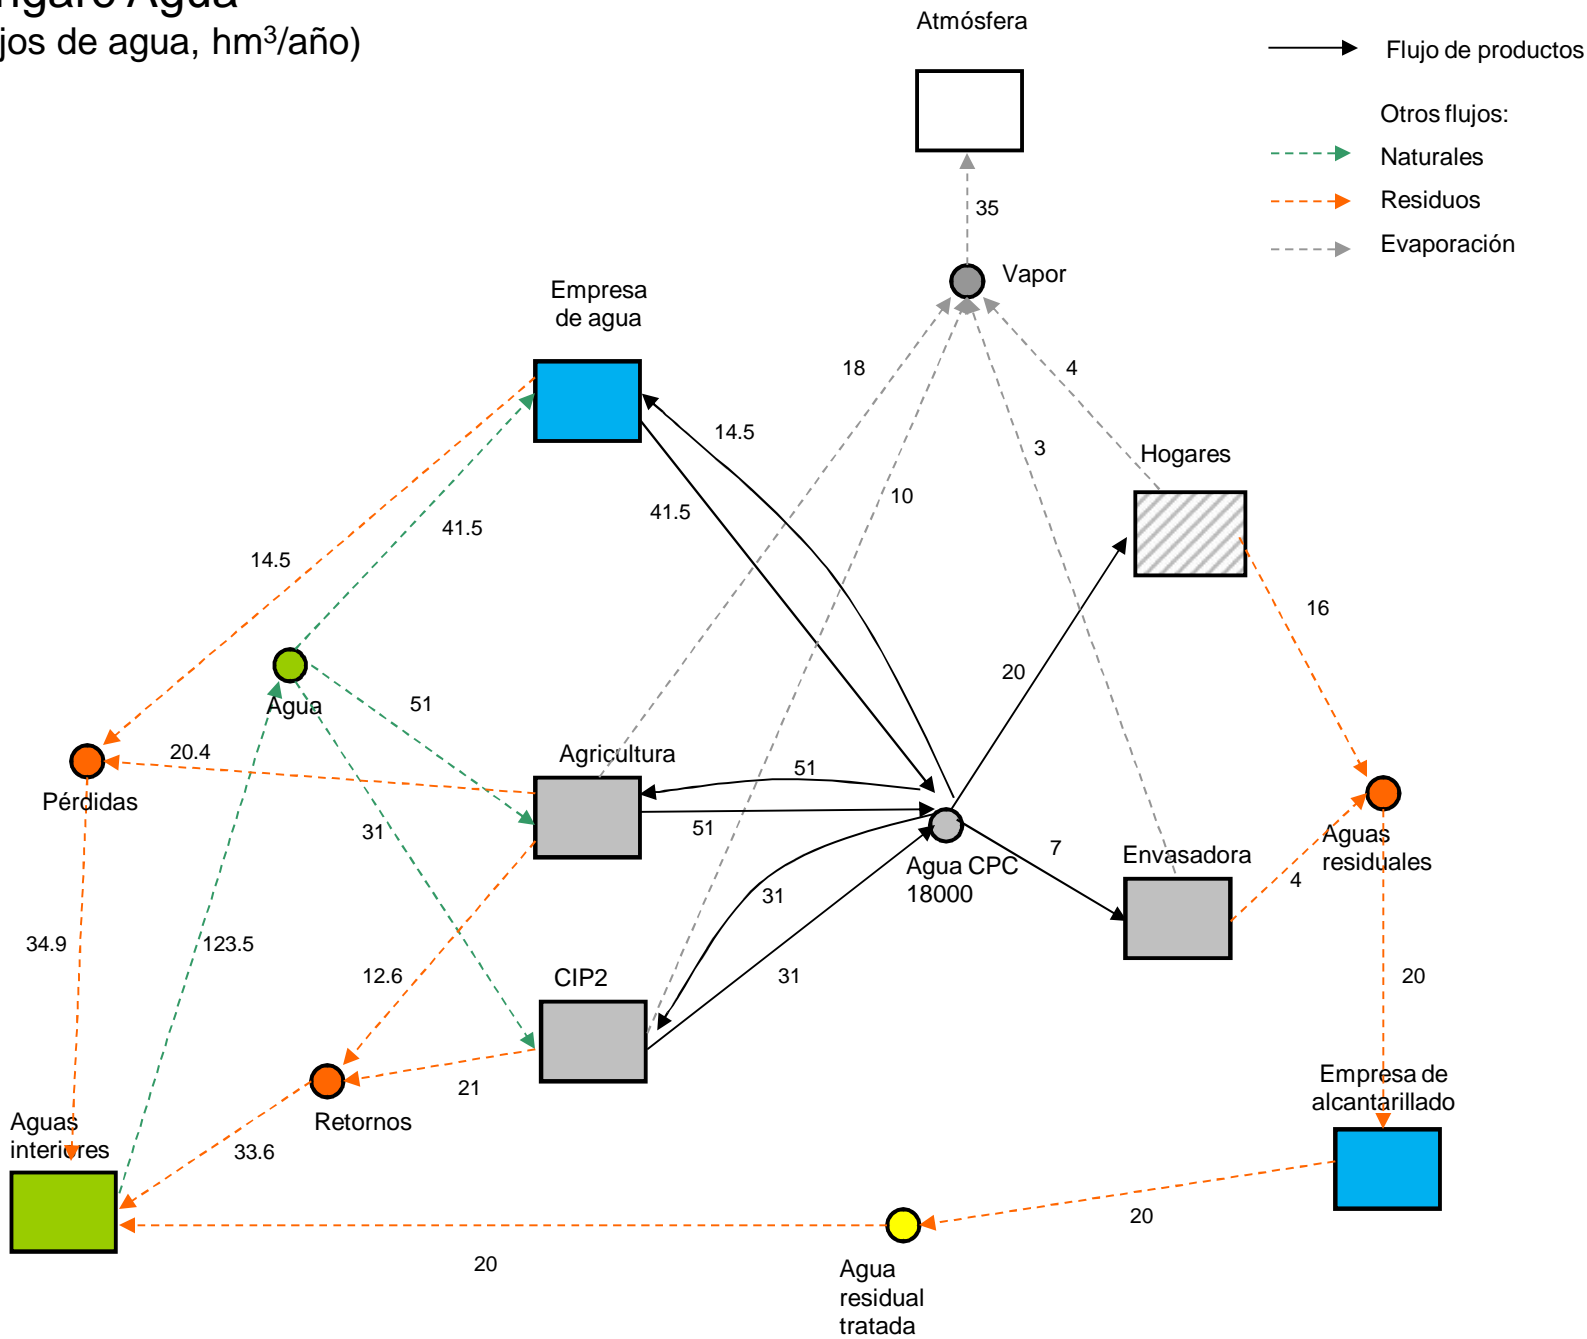 ngaro Agua
jos de agua, hm³/año)
Atmósfera
Flujo de productos
Otros flujos:
Naturales
Residuos
Evaporación
35
Vapor
Empresa
de agua
18
4
14.5
3
Hogares
10
41.5
41.5
14.5
16
20
Agua
51
Agricultura
20.4
51
Pérdidas
31
51
Agua CPC
18000
7
Envasadora
Aguas
residuales
4
31
34.9
123.5
12.6
CIP2
31
20
21
Retornos
Empresa de
alcantarillado
Aguas
interiores
33.6
20
20
Agua
residual
tratada